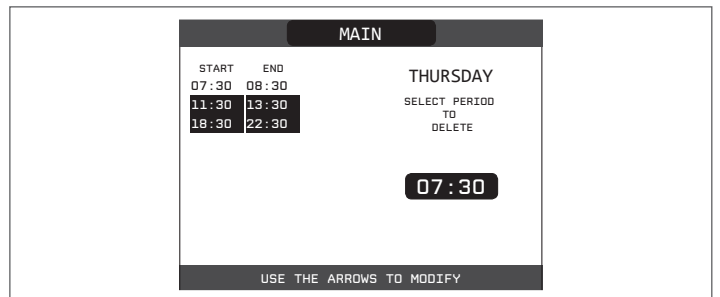 MAIN
START END
07:30 08:30
11:30 13:30
18:30 22:30
THURSDAY
SELECT PERIOD
TO
DELETE
07:30
USE THE ARROWS TO MODIFY